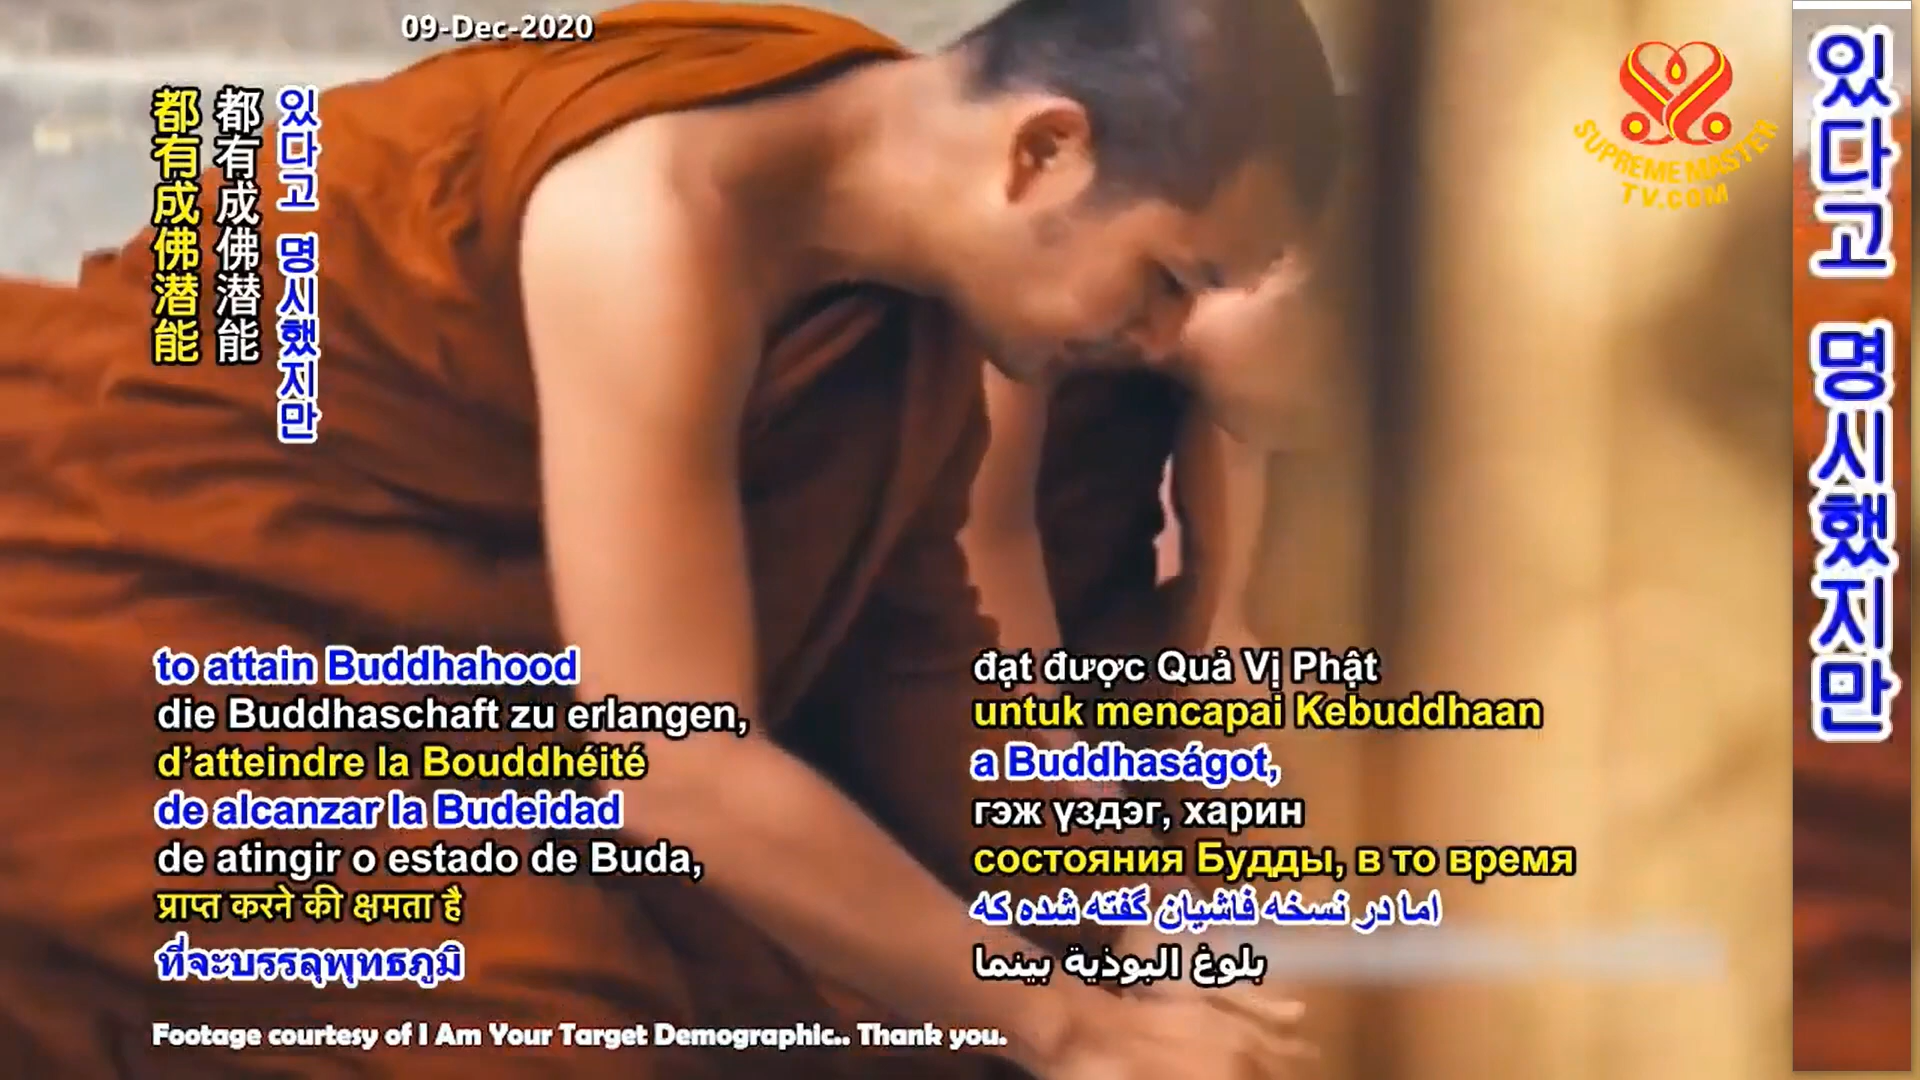 09-Dec-2020
SUPREME MASTER
TV.COM
都有成佛潛能
都有成佛潜能
있다고 명시했지만
있다고 명시했지만
to attain Buddhahood
die Buddhaschaft zu erlangen,
d’atteindre la Bouddhéité
de alcanzar la Budeidad
de atingir o estado de Buda,
प्राप्त करने की क्षमता है
ที่จะบรรลุพุทธภูมิ
đạt được Quả Vị Phật
untuk mencapai Kebuddhaan
a Buddhaságot,
гэж үздэг, харин
состояния Будды, в то время
اما در نسخه فاشیان گفته شده که
بلوغ البوذية بينما
Footage courtesy of I Am Your Target Demographic.. Thank you.